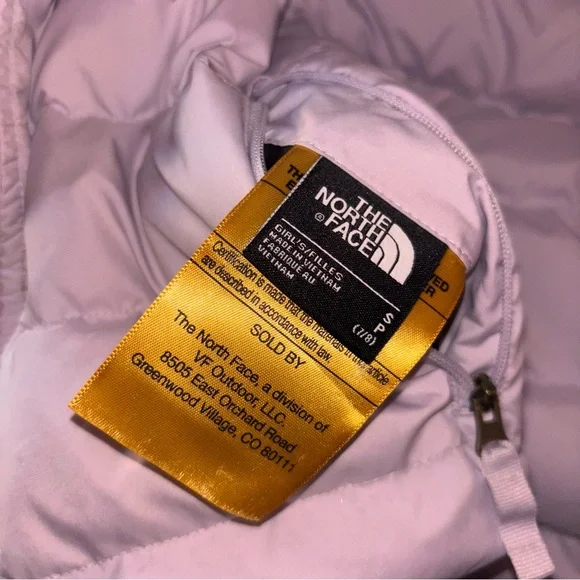 THE
NORTH
FACE
®
GIRL'S/FILLES
MADE IN VIETNAM
FABRIQUÉ AU
VIETNAM
S
P
(7/8)
Certification is made that the materials in this article
are described in accordance with law.
SOLD BY
The North Face, a division of
VF Outdoor, LLC.
8505 East Orchard Road
Greenwood Village, CO 80111